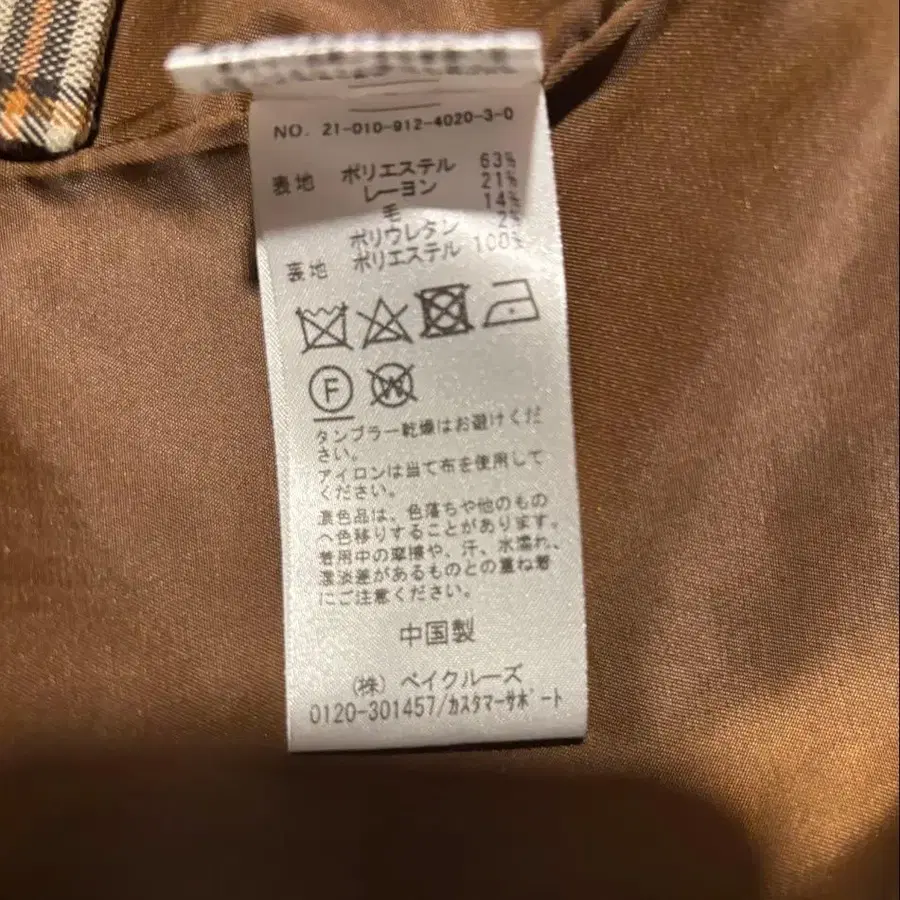 NO. 21-010-912-4020-3-0
表地 ポリエステル 63%
レーヨン 21%
毛 14%
ポリウレタン 2%
裏地 ポリエステル 100%
F W
タンブラー乾燥はお避けくだ
さい。
アイロンは当て布を使用して
ください。
濃色品は、色落ちや他のもの
へ色移りすることがあります。
着用中の摩擦や、汗、水濡れ、
濃淡差があるものとの重ね着
にご注意ください。
中国製
(株) ベイクルーズ
0120-301457/カスタマーサポート